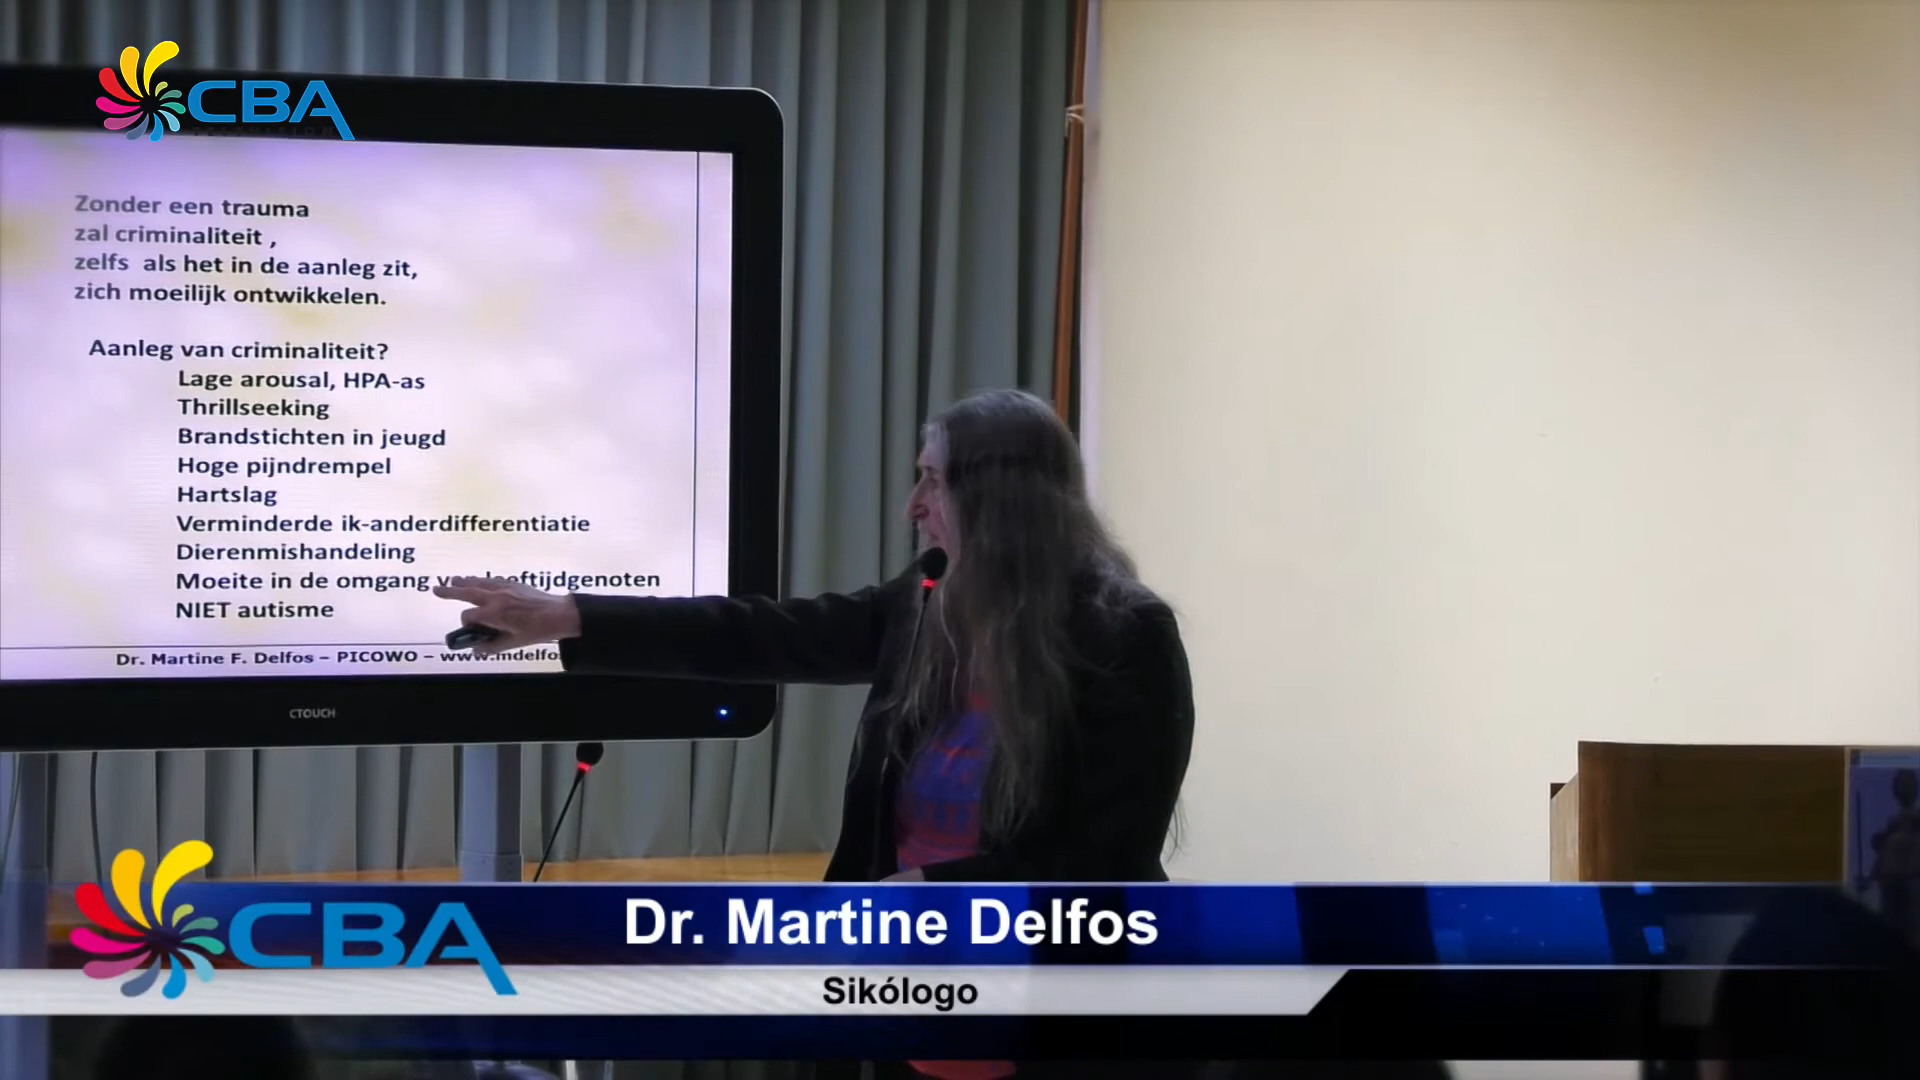 CBA
Zonder een trauma
zal criminaliteit ,
zelfs als het in de aanleg zit,
zich moeilijk ontwikkelen.
Aanleg van criminaliteit?
Lage arousal, HPA-as
Thrillseeking
Brandstichten in jeugd
Hoge pijndrempel
Hartslag
Verminderde ik-anderdifferentiatie
Dierenmishandeling
Moeite in de omgang
NIET autisme
Dr. Martine F. Delfos – PICOWO –
CTOUCH
CBA
Dr. Martine Delfos
Sikólogo